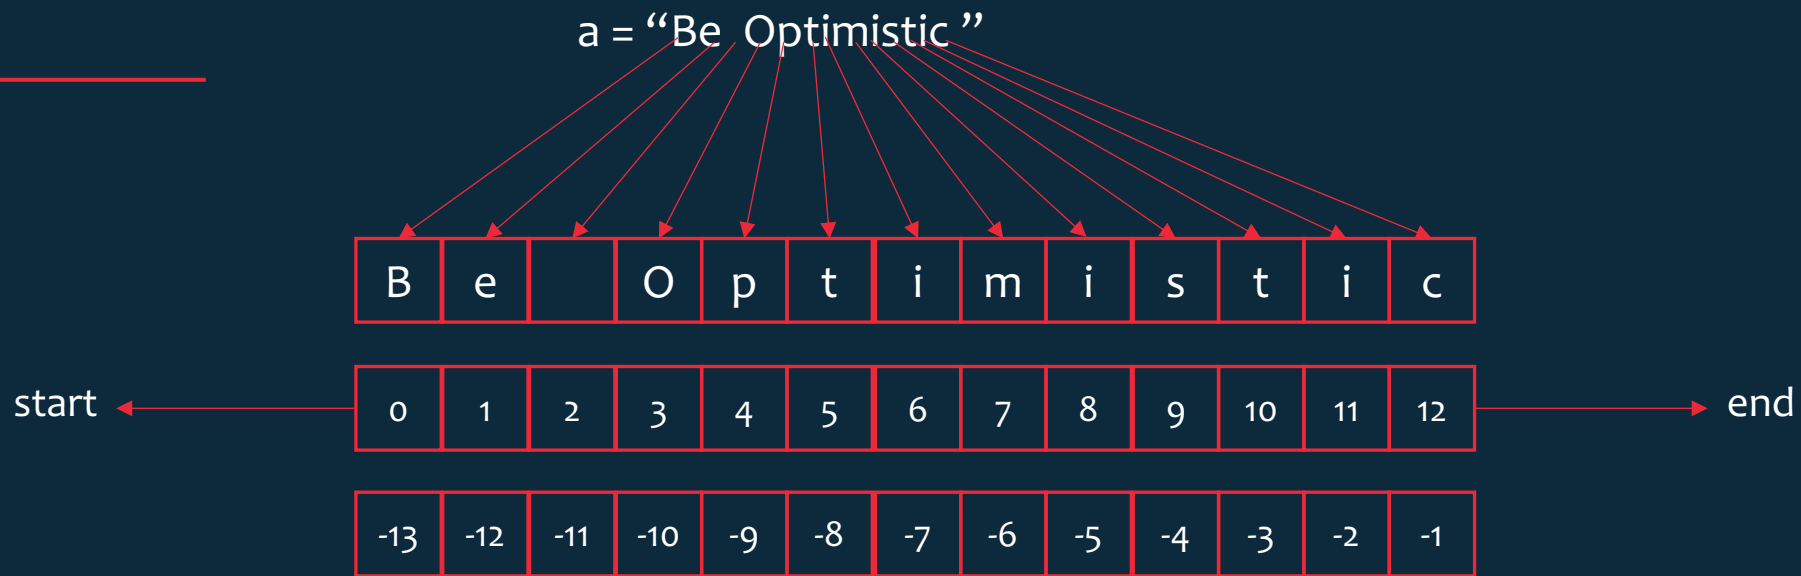 a = “Be Optimistic ”
B e O p t i m i s t i c
start 0 1 2 3 4 5 6 7 8 9 10 11 12 end
-13 -12 -11 -10 -9 -8 -7 -6 -5 -4 -3 -2 -1